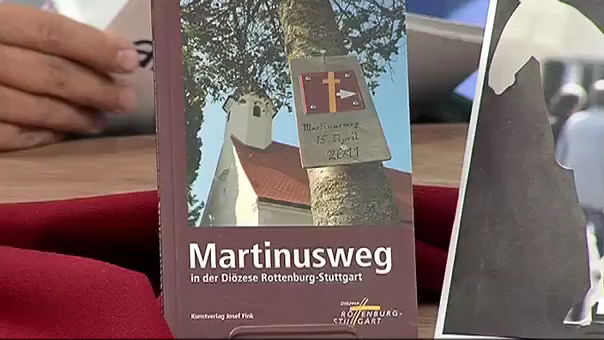 Martinusweg
15. April
2011
Martinusweg
in der Diözese Rottenburg-Stuttgart
Kunstverlag Josef Fink
DIÖZESE
ROTTENBURG-
STUTTGART